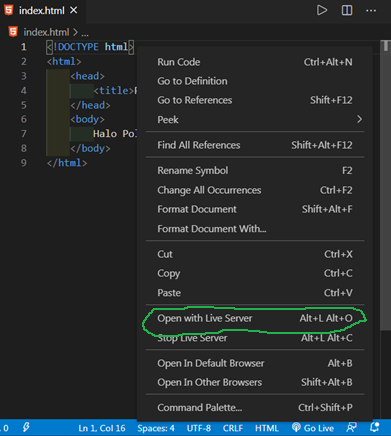 index.html
index.html > ...
1 <!DOCTYPE html>
2 <html>
3 <head>
4 <title>
5 </head>
6 <body>
7 Halo
8 </body>
9 </html>
Run Code Ctrl+Alt+N
Go to Definition
Go to References Shift+F12
Peek
Find All References Shift+Alt+F12
Rename Symbol F2
Change All Occurrences Ctrl+F2
Format Document Shift+Alt+F
Format Document With...
Cut Ctrl+X
Copy Ctrl+C
Paste Ctrl+V
Open with Live Server Alt+L Alt+O
Stop Live Server Alt+L Alt+C
Open In Default Browser Alt+B
Open In Other Browsers Shift+Alt+B
Command Palette... Ctrl+Shift+P
0 Ln 1, Col 16 Spaces: 4 UTF-8 CRLF HTML Go Live